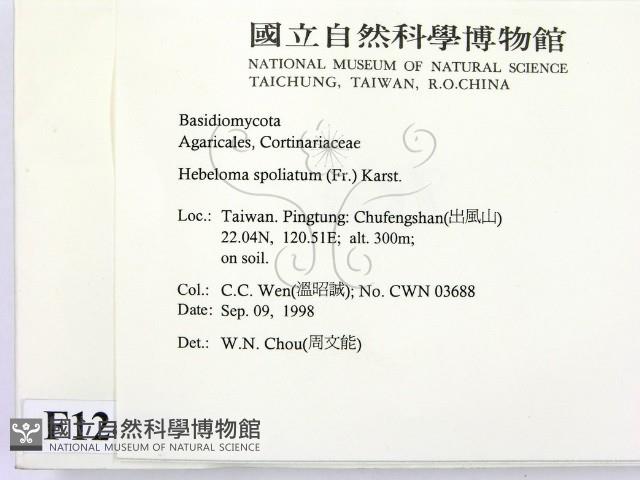 國立自然科學博物館
NATIONAL MUSEUM OF NATURAL SCIENCE
TAICHUNG, TAIWAN, R.O.CHINA
Basidiomycota
Agaricales, Cortinariaceae
Hebeloma spoliatum (Fr.) Karst.
Loc.: Taiwan. Pingtung: Chufengshan(出風山)
22.04N, 120.51E; alt. 300m;
on soil.
Col.: C.C. Wen(溫昭誠); No. CWN 03688
Date: Sep. 09, 1998
Det.: W.N. Chou(周文能)
F12
國立自然科學博物館
NATIONAL MUSEUM OF NATURAL SCIENCE